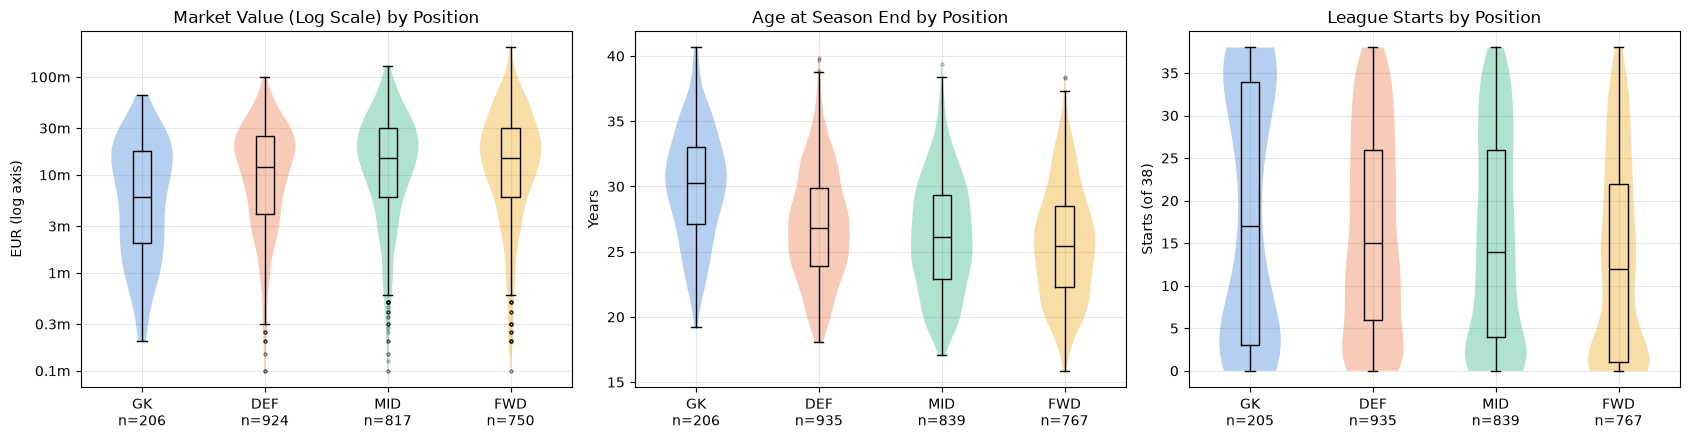 Market Value (Log Scale) by Position
EUR (log axis)
100m
30m
10m
3m
1m
0.3m
0.1m
GK
n=206
DEF
n=924
MID
n=817
FWD
n=750
Age at Season End by Position
Years
40
35
30
25
20
15
GK
n=206
DEF
n=935
MID
n=839
FWD
n=767
League Starts by Position
Starts (of 38)
35
30
25
20
15
10
5
0
GK
n=205
DEF
n=935
MID
n=839
FWD
n=767